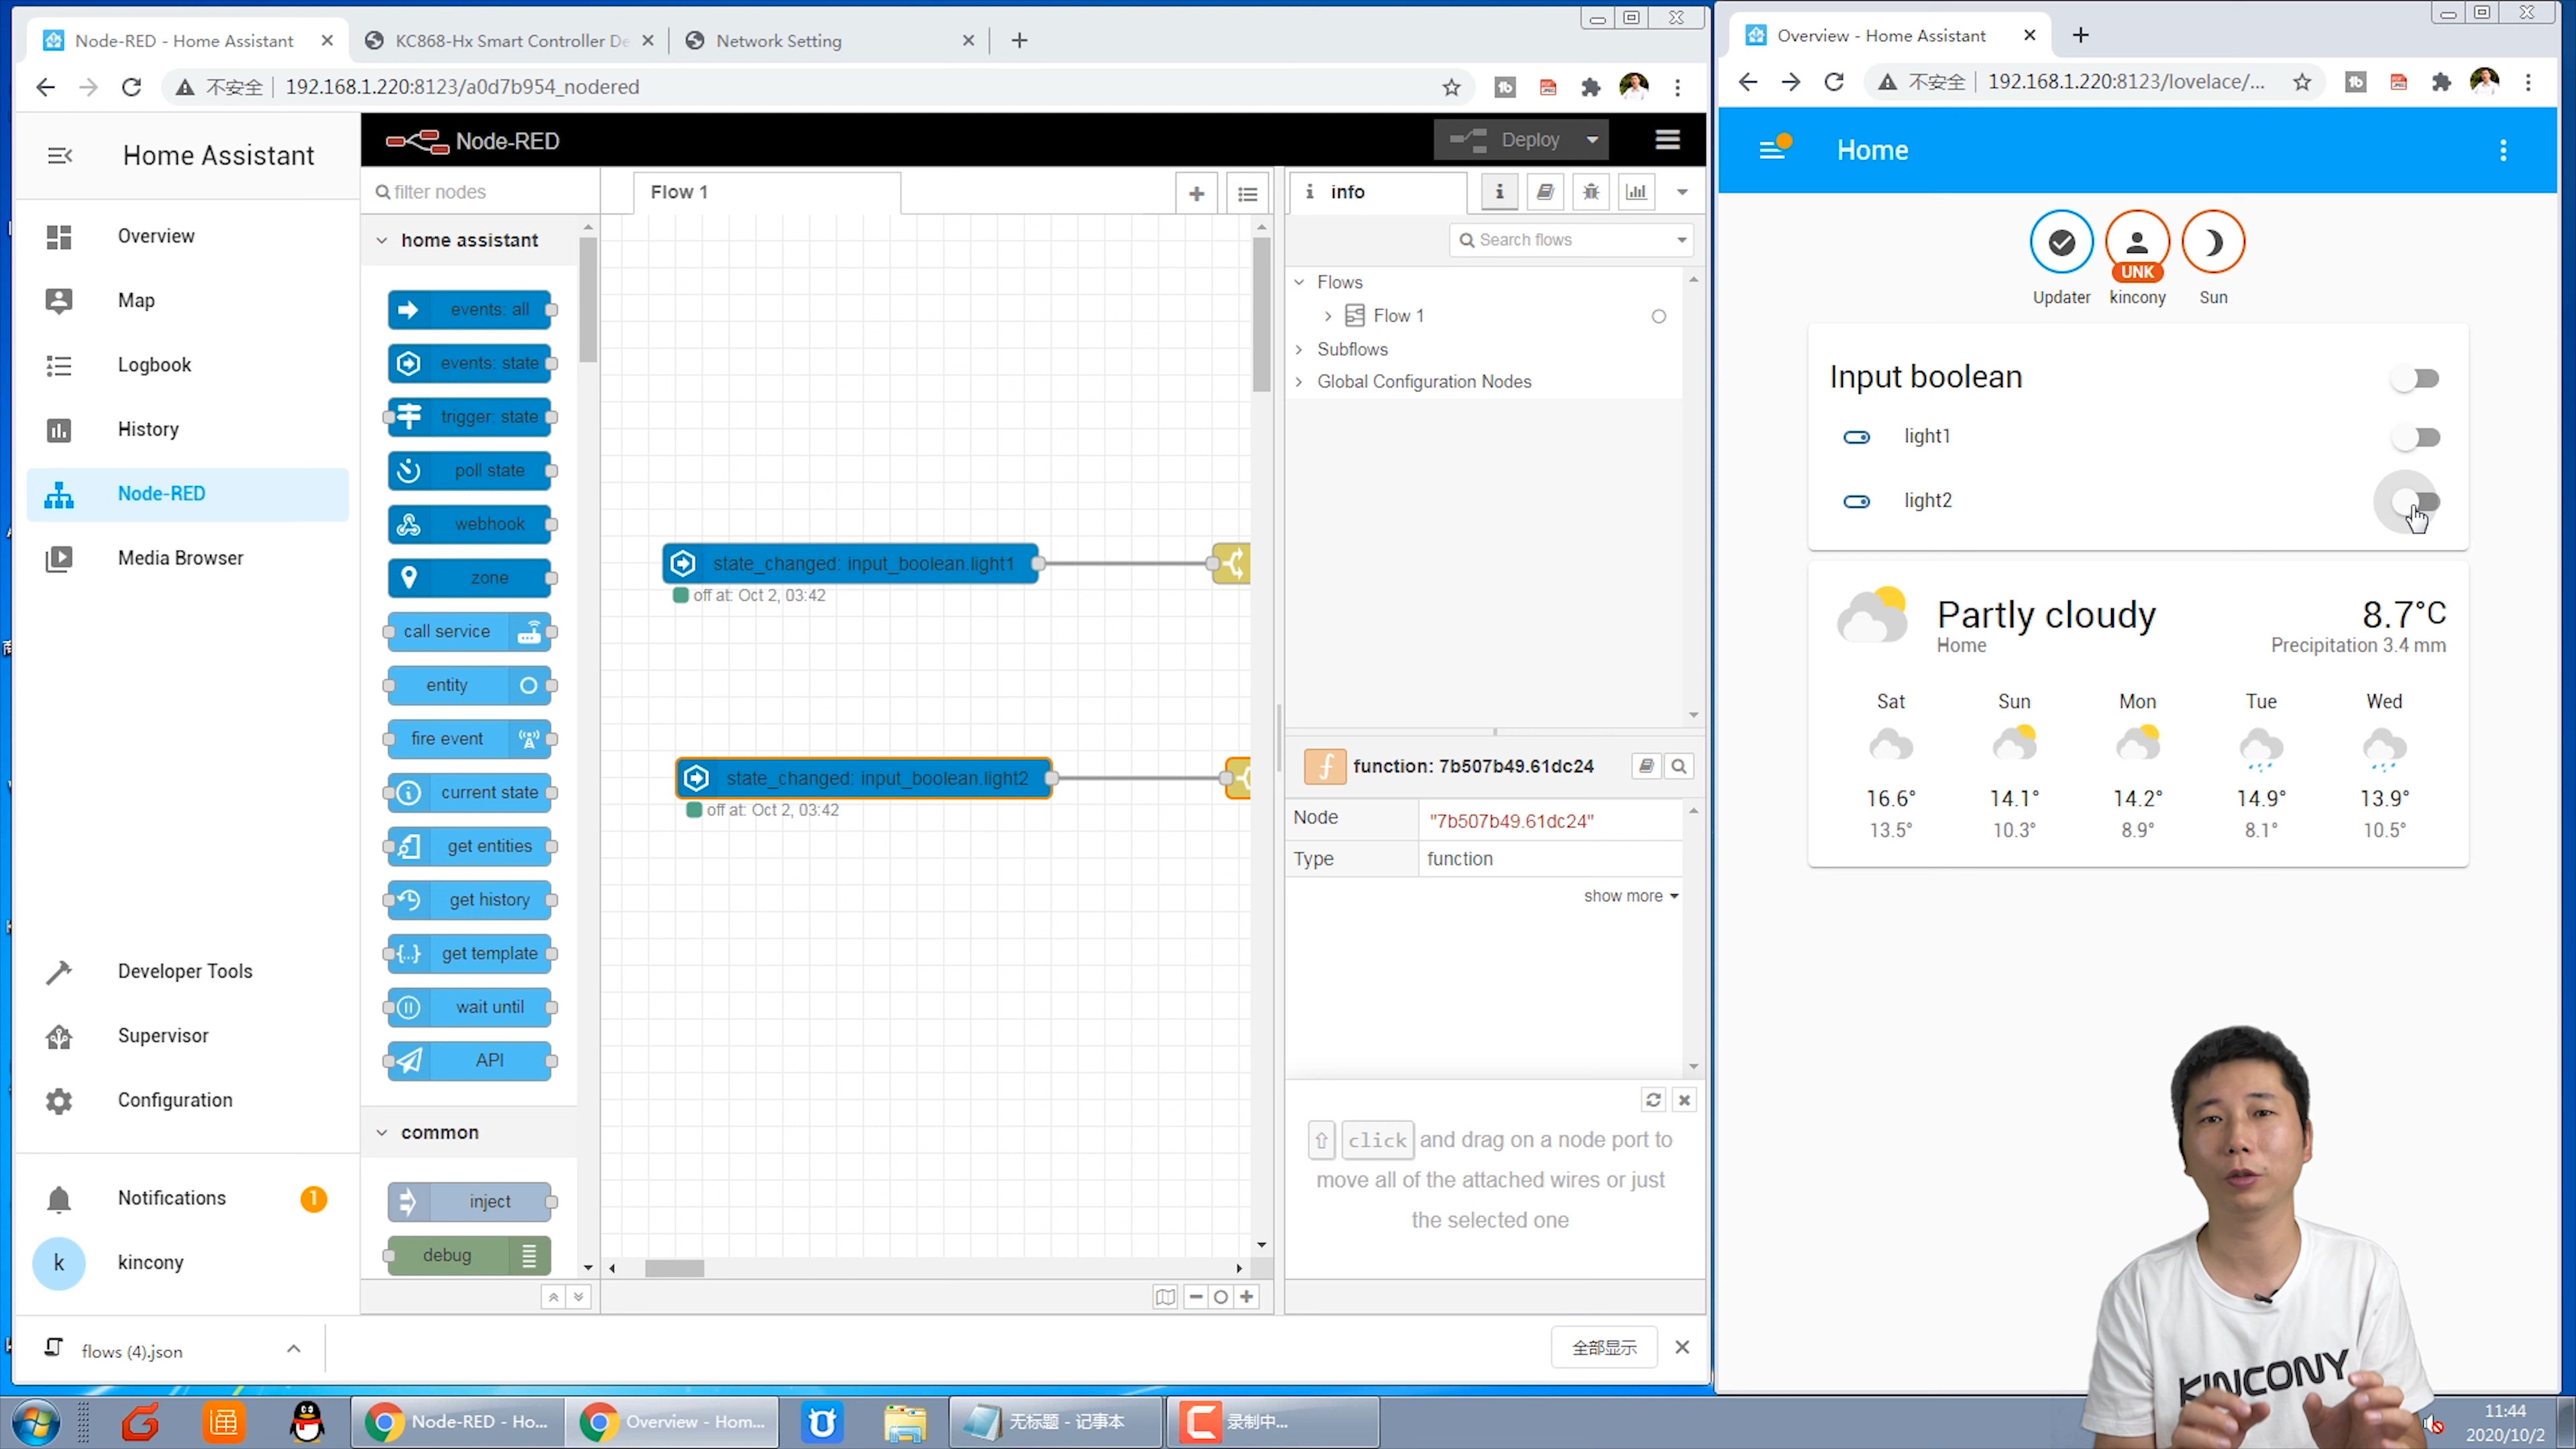 Node-RED - Home Assistant
KC868-Hx Smart Controller De
Network Setting
不安全
192.168.1.220:8123/a0d7b954_nodered
Home Assistant
Overview
Map
Logbook
History
Node-RED
Media Browser
Developer Tools
Supervisor
Configuration
Notifications
1
k
kincony
Node-RED
Deploy
filter nodes
home assistant
events: all
events: state
trigger: state
poll state
webhook
zone
call service
entity
fire event
current state
get entities
get history
get template
wait until
API
common
inject
debug
Flow 1
state_changed: input_boolean.light1
off at: Oct 2, 03:42
state_changed: input_boolean.light2
off at: Oct 2, 03:42
i info
i
Search flows
Flows
Flow 1
Subflows
Global Configuration Nodes
function: 7b507b49.61dc24
Node "7b507b49.61dc24"
Type function
show more
click and drag on a node port to
move all of the attached wires or just
the selected one
flows (4).json
全部显示
Overview - Home Assistant
不安全
192.168.1.220:8123/lovelace/...
Home
UNK
Updater kincony Sun
Input boolean
light1
light2
Partly cloudy 8.7°C
Home Precipitation 3.4 mm
Sat Sun Mon Tue Wed
16.6° 14.1° 14.2° 14.9° 13.9°
13.5° 10.3° 8.9° 8.1° 10.5°
KINCONY
通
Node-RED - Ho...
Overview - Hom...
无标题 - 记事本
录制中...
11:44
2020/10/2